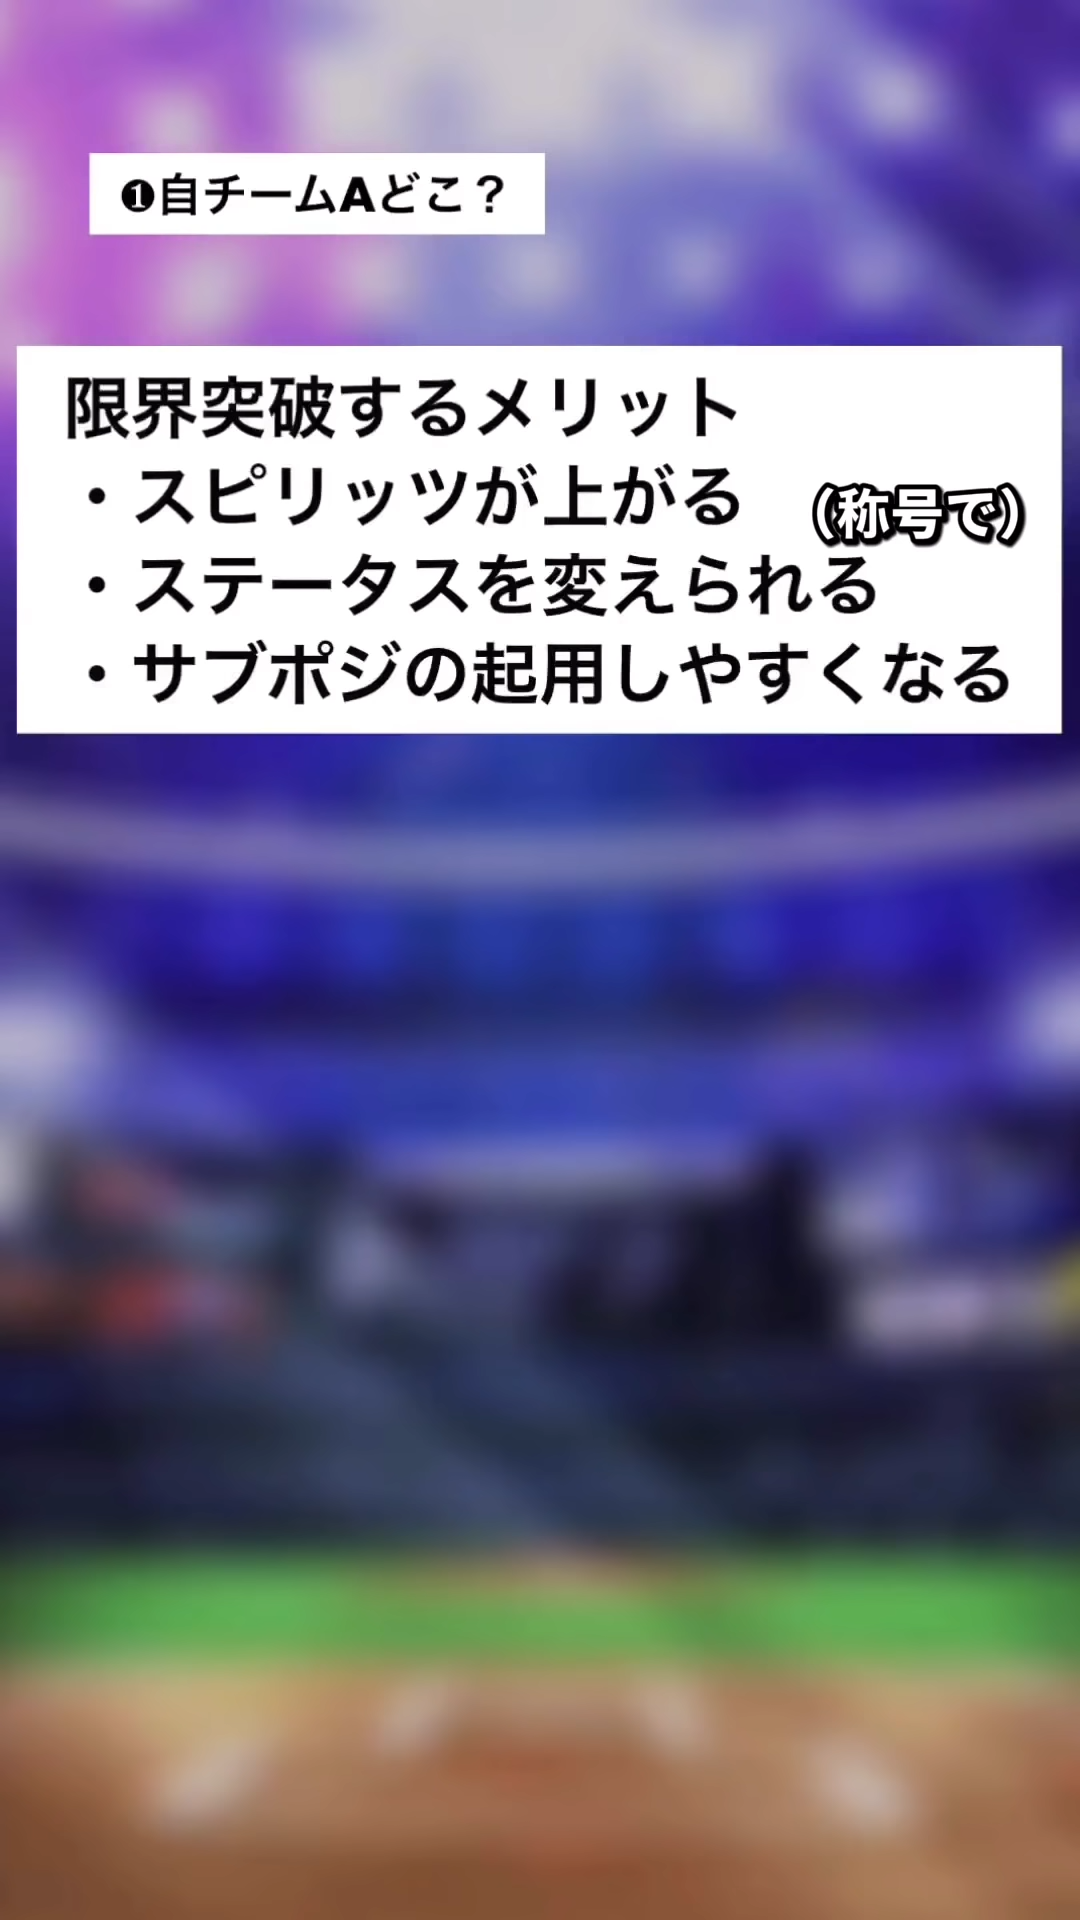 ❶自チームAどこ？
限界突破するメリット
・スピリッツが上がる (称号で)
・ステータスを変えられる
・サブポジの起用しやすくなる